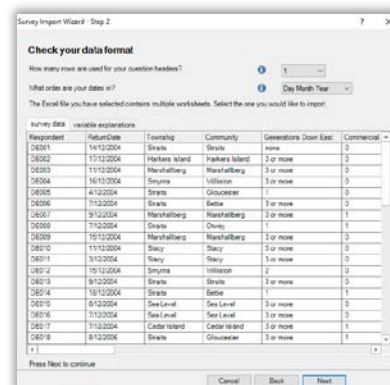 Survey Import Wizard - Step 2 ? X
Check your data format
How many rows are used for your question headers? 1
What order are your dates in? Day Month Year
The Excel file you have selected contains multiple worksheets. Select the one you would like to import
survey data variable explanations
Respondent ReturnDate Township Community Generations Down East: Commercial
DE001 14/12/2004 Straits Straits none 0
DE002 17/12/2004 Harkers Island Harkers Island 3 or more 0
DE003 11/12/2004 Marshallberg Marshallberg 3 or more 0
DE004 16/12/2004 Smyrna Williston 3 or more 0
DE005 4/12/2004 Straits Gloucester 1 0
DE006 7/12/2004 Straits Bettie 3 or more 0
DE007 9/12/2004 Marshallberg Marshallberg 3 or more 1
DE008 7/12/2004 Straits Otway 1 1
DE009 15/12/2004 Marshallberg Marshallberg 3 or more 1
DE010 11/12/2004 Stacy Stacy 3 or more 0
DE011 3/12/2004 Stacy Stacy 3 or more 0
DE012 15/12/2004 Smyrna Williston 2 0
DE013 9/12/2004 Straits Straits 3 or more 0
DE014 18/12/2004 Straits Bettie 1 1
DE015 8/12/2004 Sea Level Sea Level 3 or more 0
DE016 7/12/2004 Sea Level Sea Level 3 or more 0
DE017 7/12/2004 Cedar Island Cedar Island 3 or more 1
DE018 8/12/2006 Straits Gloucester 3 or more 1
Press Next to continue
Cancel Back Next